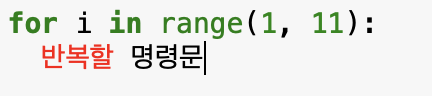 for i in range(1, 11):
반복할 명령문